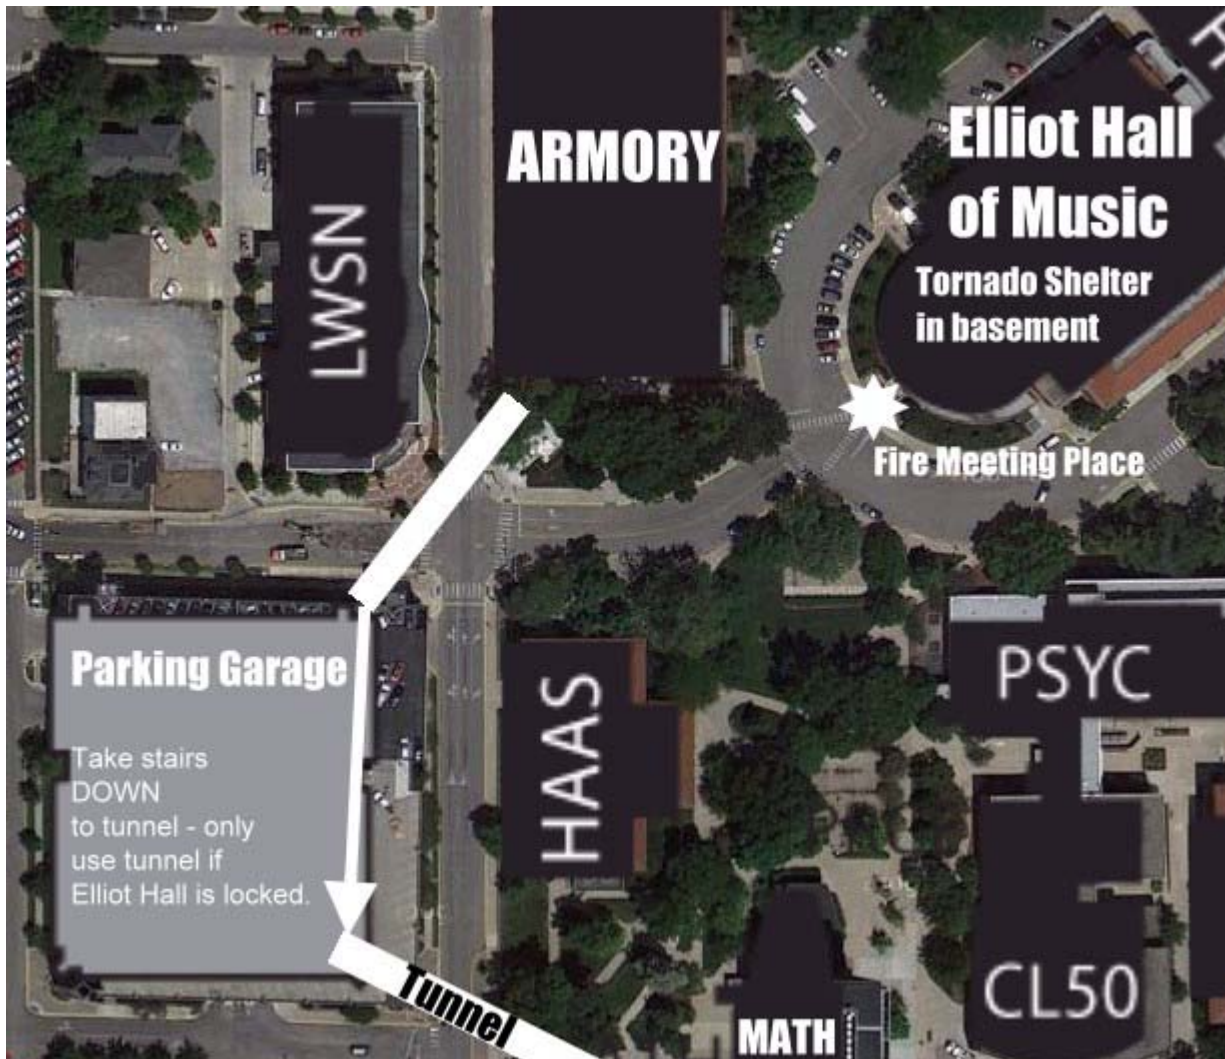 ARMORY
Elliot Hall
of Music
Tornado Shelter
in basement
LWSN
Fire Meeting Place
Parking Garage
Take stairs
DOWN
to tunnel - only
use tunnel if
Elliot Hall is locked.
HAAS
PSYC
CL50
Tunnel
MATH